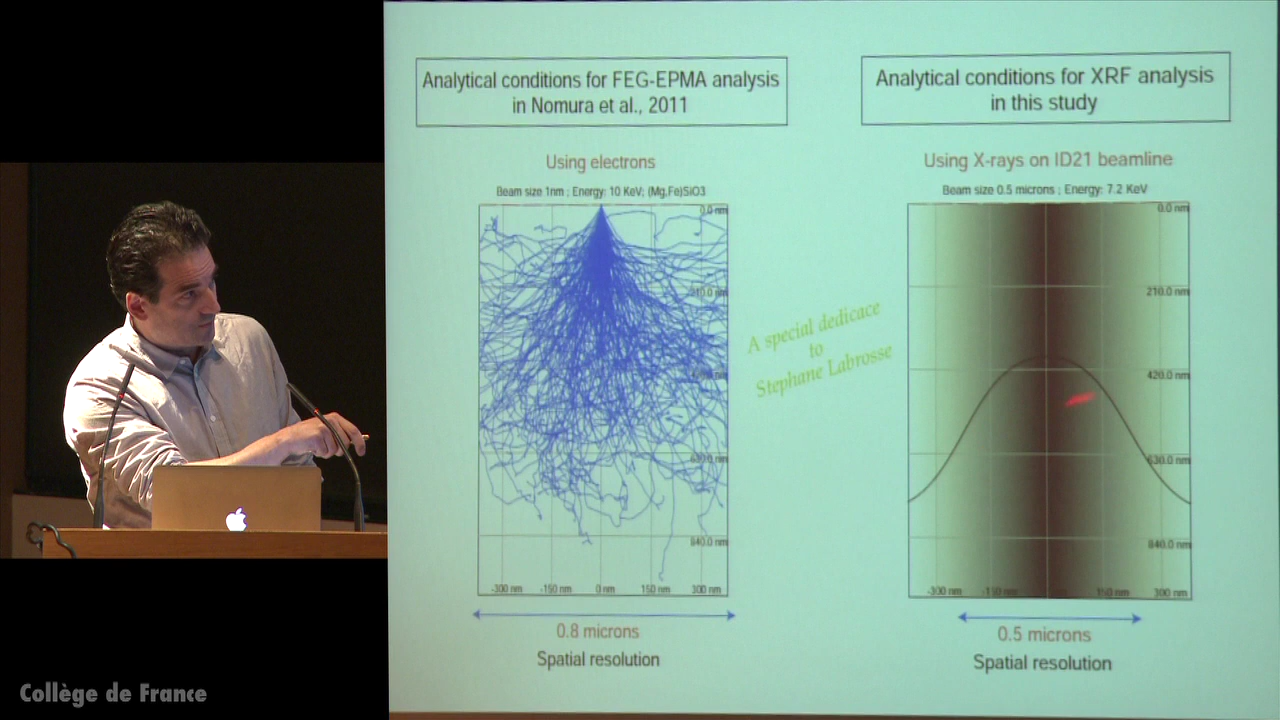 Analytical conditions for FEG-EPMA analysis
in Nomura et al., 2011
Using electrons
Beam size 1nm ; Energy: 10 KeV; (Mg,Fe)SiO3
0.0 nm
210.0 nm
630.0 nm
840.0 nm
-300 nm -150 nm 0 nm 150 nm 300 nm
0.8 microns
Spatial resolution
A special dedicace
to
Stephane Labrosse
Analytical conditions for XRF analysis
in this study
Using X-rays on ID21 beamline
Beam size 0.5 microns ; Energy: 7.2 KeV
0.0 nm
210.0 nm
420.0 nm
630.0 nm
840.0 nm
-300 nm -150 nm 150 nm 300 nm
0.5 microns
Spatial resolution
Collège de France